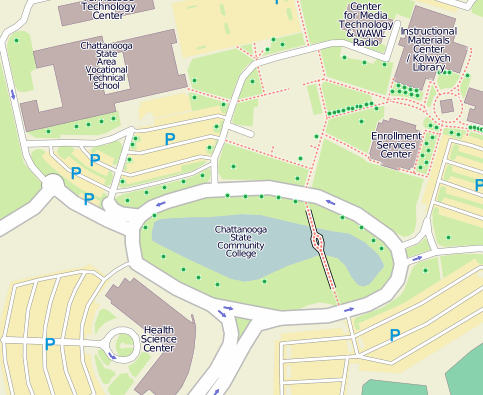 Technology
Center
Center
for Media
Technology
& WAWL
Radio
Instructional
Materials
Center
/ Kolwych
Library
Chattanooga
State
Area
Vocational
Technical
School
P
P
P
P
P
Enrollment
Services
Center
Chattanooga
State
Community
College
Health
Science
Center
P
P